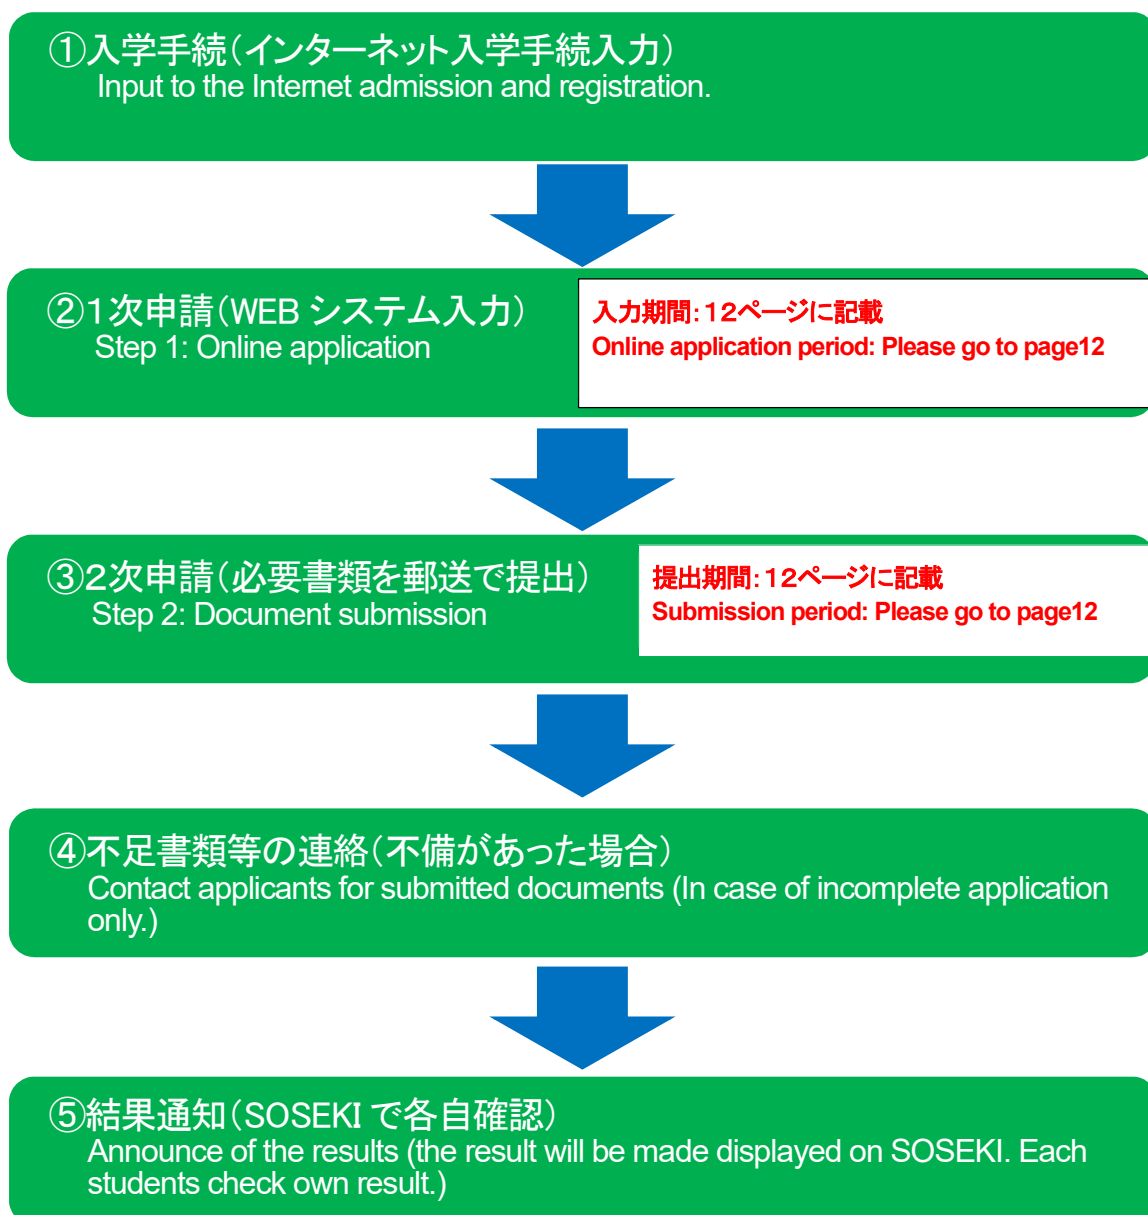 ①入学手続(インターネット入学手続入力)
Input to the Internet admission and registration.
②1次申請(WEB システム入力)
Step 1: Online application
入力期間:12ページに記載
Online application period: Please go to page12
③2次申請(必要書類を郵送で提出)
Step 2: Document submission
提出期間:12ページに記載
Submission period: Please go to page12
④不足書類等の連絡(不備があった場合)
Contact applicants for submitted documents (In case of incomplete application
only.)
⑤結果通知(SOSEKI で各自確認)
Announce of the results (the result will be made displayed on SOSEKI. Each
students check own result.)